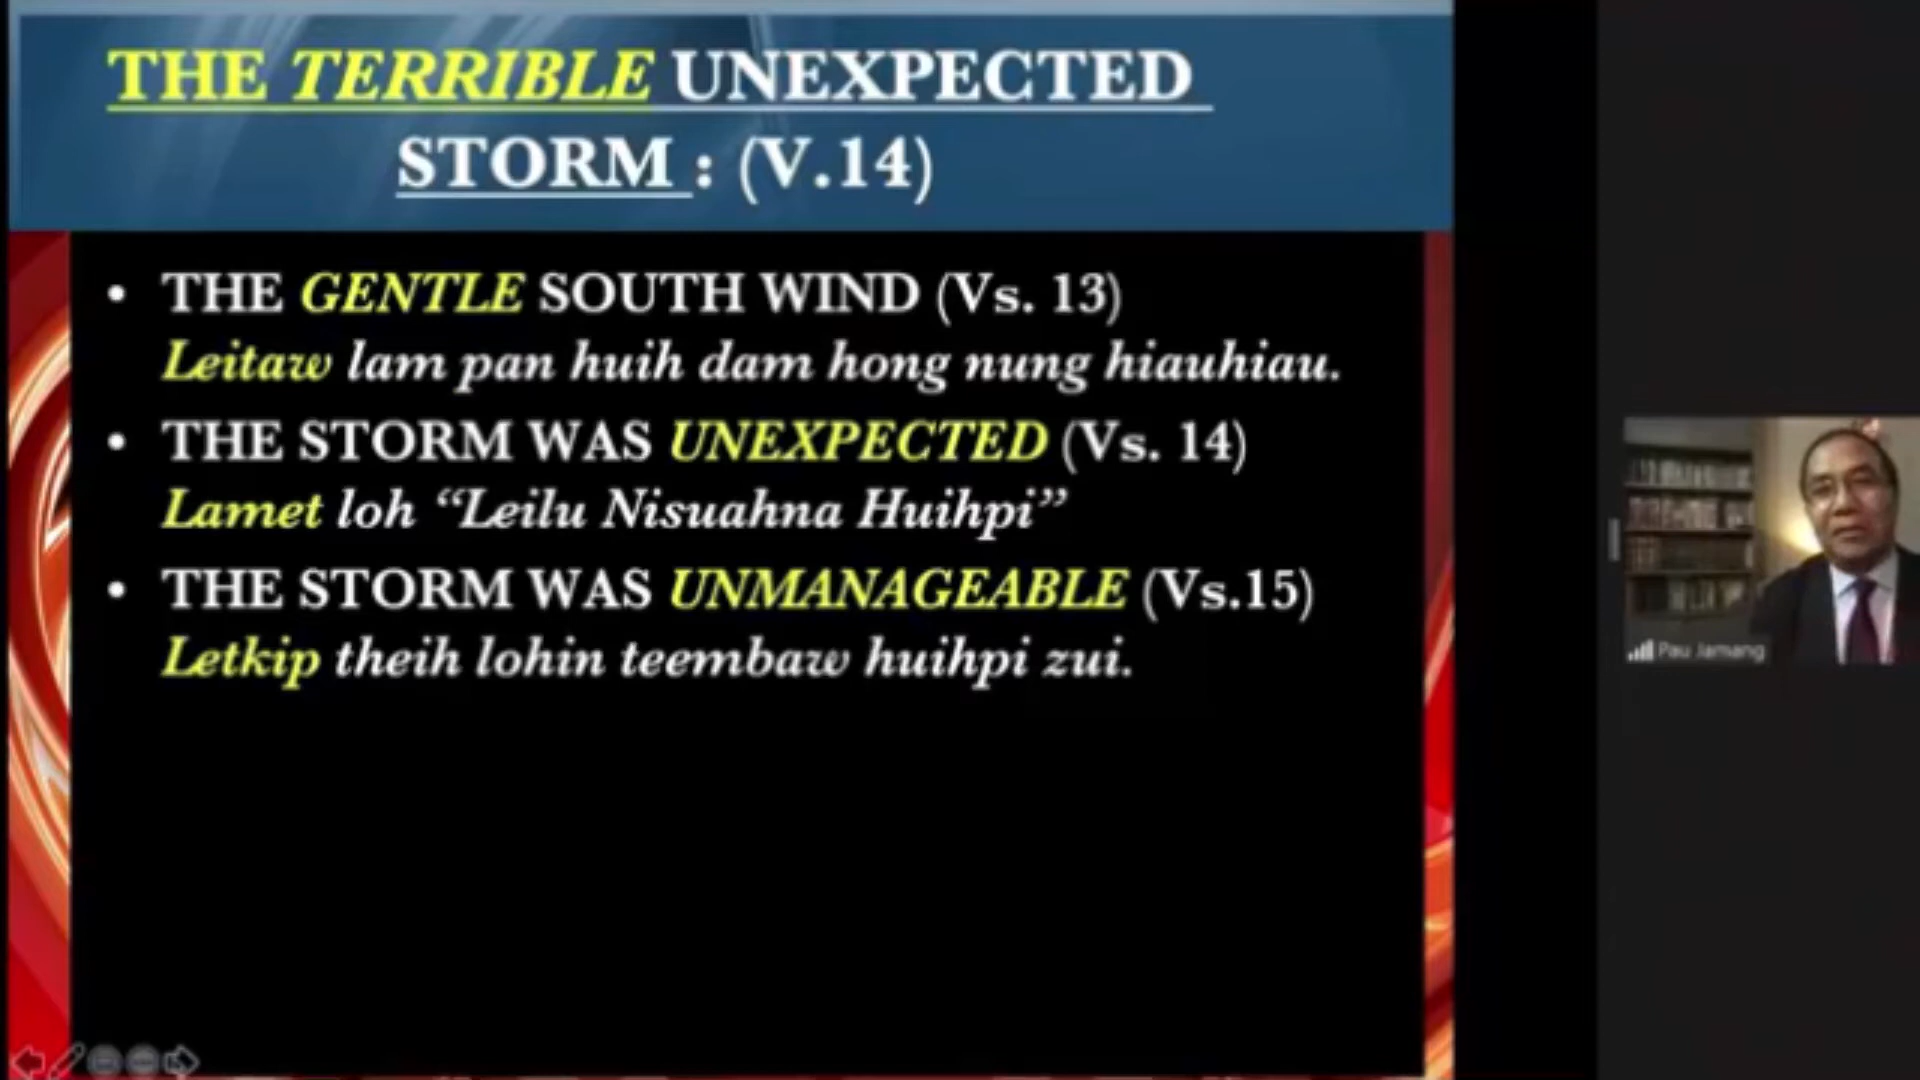 THE TERRIBLE UNEXPECTED
STORM : (V.14)
• THE GENTLE SOUTH WIND (Vs. 13)
Leitaw lam pan huih dam hong nung hiauhiau.
• THE STORM WAS UNEXPECTED (Vs. 14)
Lamet loh “Leilu Nisuahna Huihpi”
• THE STORM WAS UNMANAGEABLE (Vs.15)
Letkip theih lohin teembaw huihpi zui.
Pau Jamang